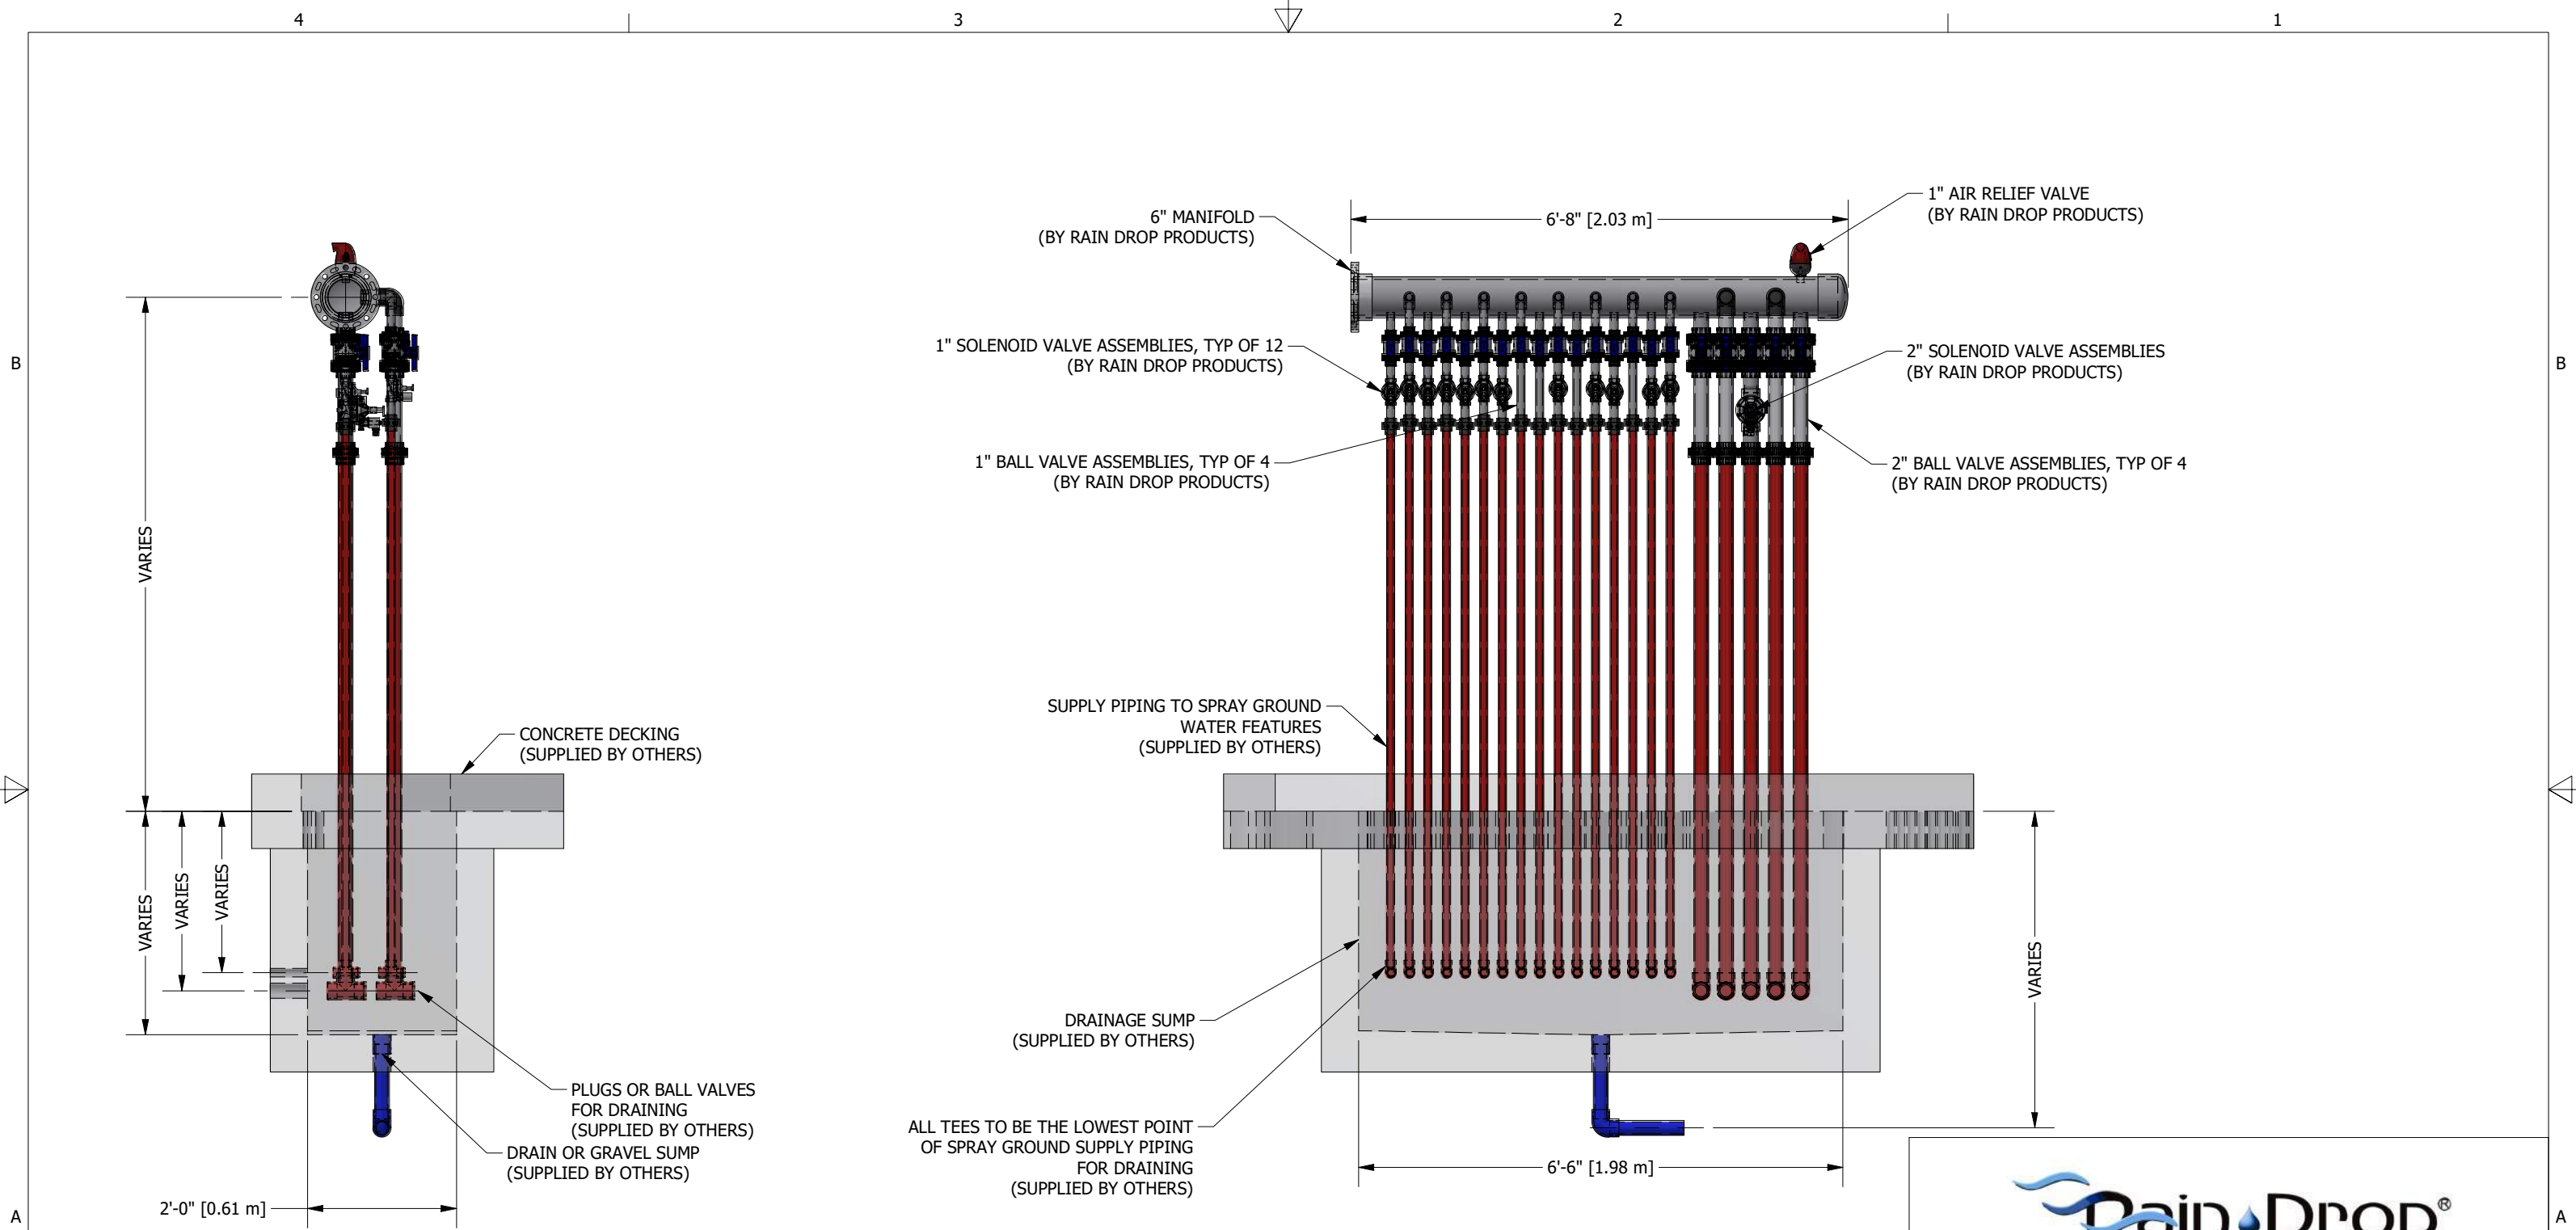 4
3
2
1
6" MANIFOLD
(BY RAIN DROP PRODUCTS)
6'-8" [2.03 m]
1" AIR RELIEF VALVE
(BY RAIN DROP PRODUCTS)
B
1" SOLENOID VALVE ASSEMBLIES, TYP OF 12
(BY RAIN DROP PRODUCTS)
2" SOLENOID VALVE ASSEMBLIES
(BY RAIN DROP PRODUCTS)
B
1" BALL VALVE ASSEMBLIES, TYP OF 4
(BY RAIN DROP PRODUCTS)
2" BALL VALVE ASSEMBLIES, TYP OF 4
(BY RAIN DROP PRODUCTS)
VARIES
CONCRETE DECKING
(SUPPLIED BY OTHERS)
SUPPLY PIPING TO SPRAY GROUND
WATER FEATURES
(SUPPLIED BY OTHERS)
VARIES
VARIES
VARIES
VARIES
DRAINAGE SUMP
(SUPPLIED BY OTHERS)
PLUGS OR BALL VALVES
FOR DRAINING
(SUPPLIED BY OTHERS)
DRAIN OR GRAVEL SUMP
(SUPPLIED BY OTHERS)
ALL TEES TO BE THE LOWEST POINT
OF SPRAY GROUND SUPPLY PIPING
FOR DRAINING
(SUPPLIED BY OTHERS)
6'-6" [1.98 m]
2'-0" [0.61 m]
A
Rain Drop®
A